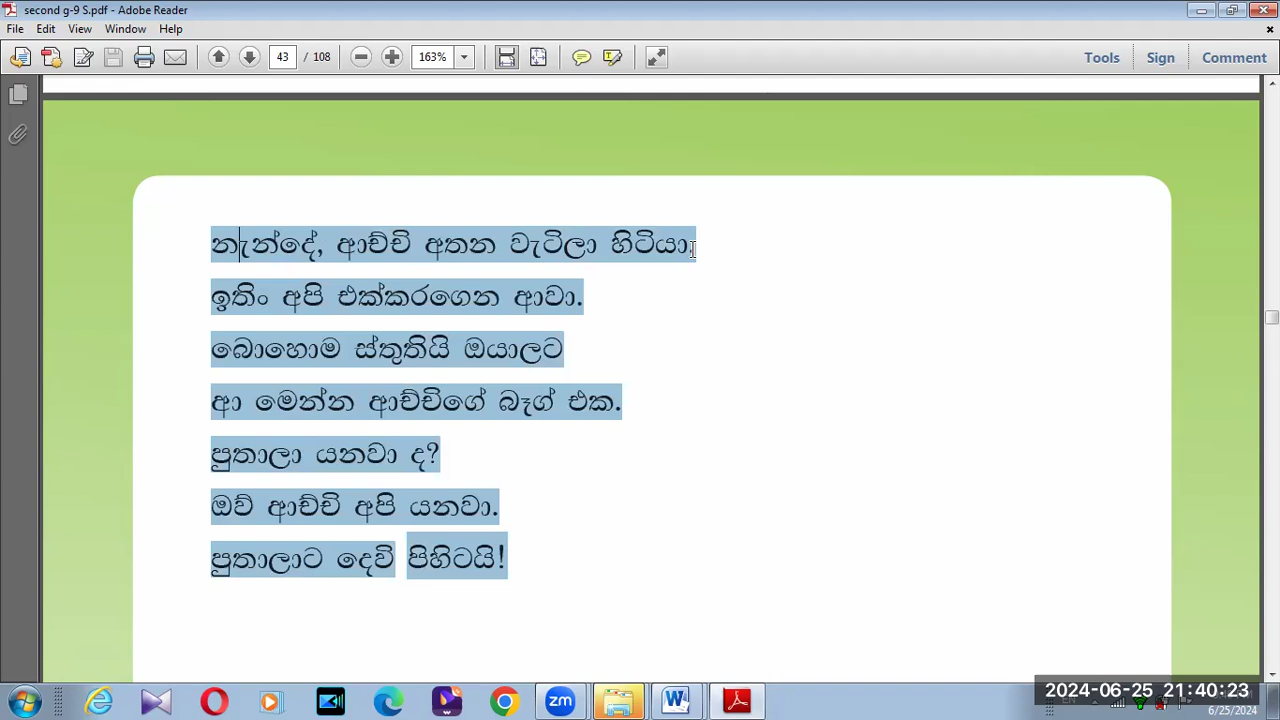 second g-9 S.pdf - Adobe Reader
File Edit View Window Help
43 / 108 163% Tools Sign Comment
නැන්දේ, ආච්චි අතන වැටිලා හිටියා,
ඉතිං අපි එක්කරගෙන ආවා.
බොහොම ස්තූතියි ඔයාලට
ආ මෙන්න ආච්චිගේ බෑග් එක.
පුතාලා යනවා ද?
ඔව් ආච්චි අපි යනවා.
පුතාලාට දෙවි පිහිටයි!
2024-06-25 21:40:23
6/25/2024